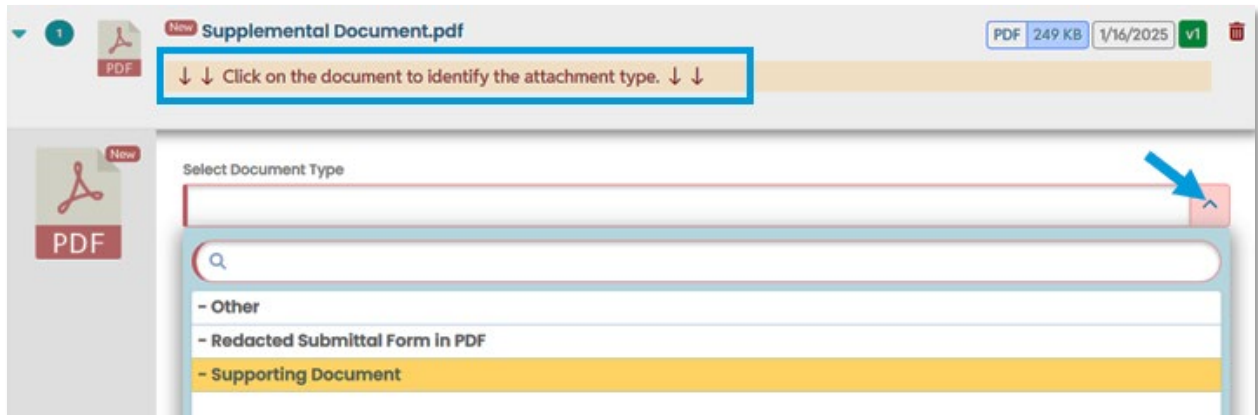 1
PDF
New Supplemental Document.pdf
PDF 249 KB 1/16/2025 v1
↓ ↓ Click on the document to identify the attachment type. ↓ ↓
New
PDF
Select Document Type
- Other
- Redacted Submittal Form in PDF
- Supporting Document